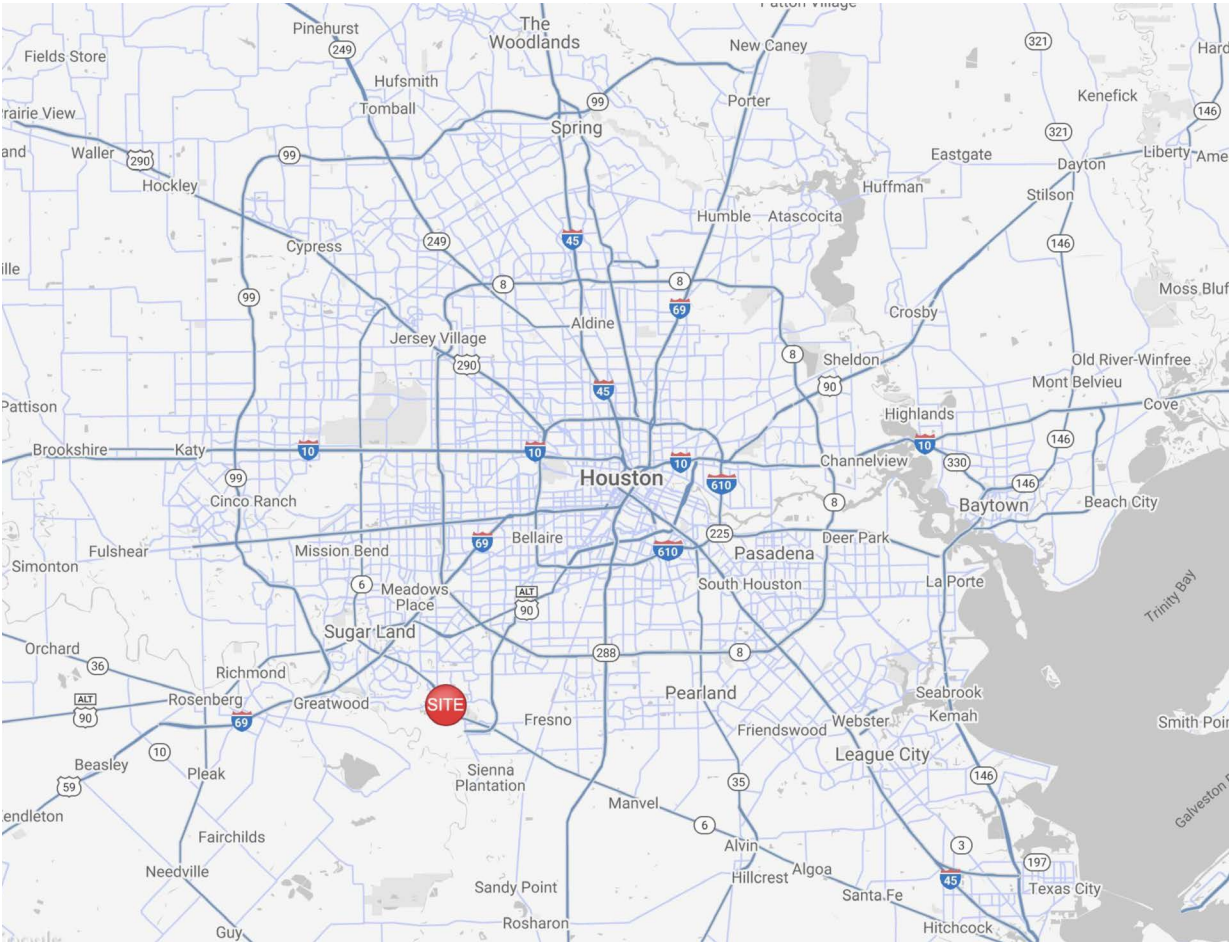 Patton Village
Pinehurst
The
Woodlands
249
New Caney
321
Hard
Fields Store
Hufsmith
Tomball
99
Porter
Kenefick
146
Prairie View
Spring
321
and
Waller
290
99
Eastgate
Dayton
Liberty
Ame
Hockley
Huffman
Stilson
Humble
Atascocita
Cypress
249
45
146
ille
8
8
99
69
Moss Bluf
Crosby
Aldine
Jersey Village
290
8
Sheldon
Old River-Winfree
45
90
Mont Belvieu
Pattison
Highlands
Cove
Brookshire
Katy
10
10
10
10
146
99
Houston
610
Channelview
330
Cinco Ranch
8
146
Baytown
Beach City
Fulshear
Mission Bend
69
Bellaire
610
225
Pasadena
Deer Park
Simonton
6
Meadows
Place
ALT
90
South Houston
La Porte
Trinity Bay
Sugar Land
Orchard
36
288
8
Richmond
ALT
90
Rosenberg
69
Greatwood
SITE
Fresno
Pearland
Seabrook
Kemah
Webster
Friendswood
Smith Poin
10
Beasley
59
Pleak
Sienna
Plantation
League City
146
35
endleton
Manvel
6
Galveston
Fairchilds
Alvin
3
Needville
Hillcrest
Algoa
45
197
Texas City
Sandy Point
Santa Fe
Rosharon
Hitchcock
Guy